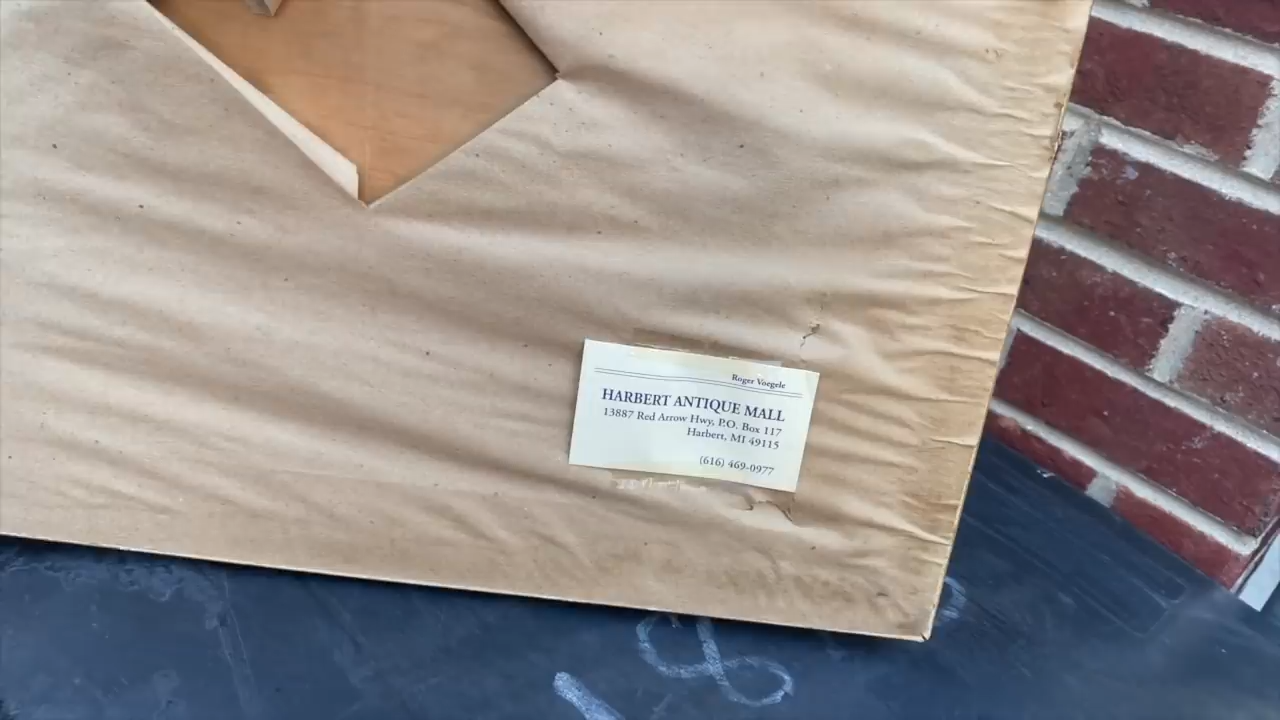 Roger Voegele
HARBERT ANTIQUE MALL
13887 Red Arrow Hwy, P.O. Box 117
Harbert, MI 49115
(616) 469-0977